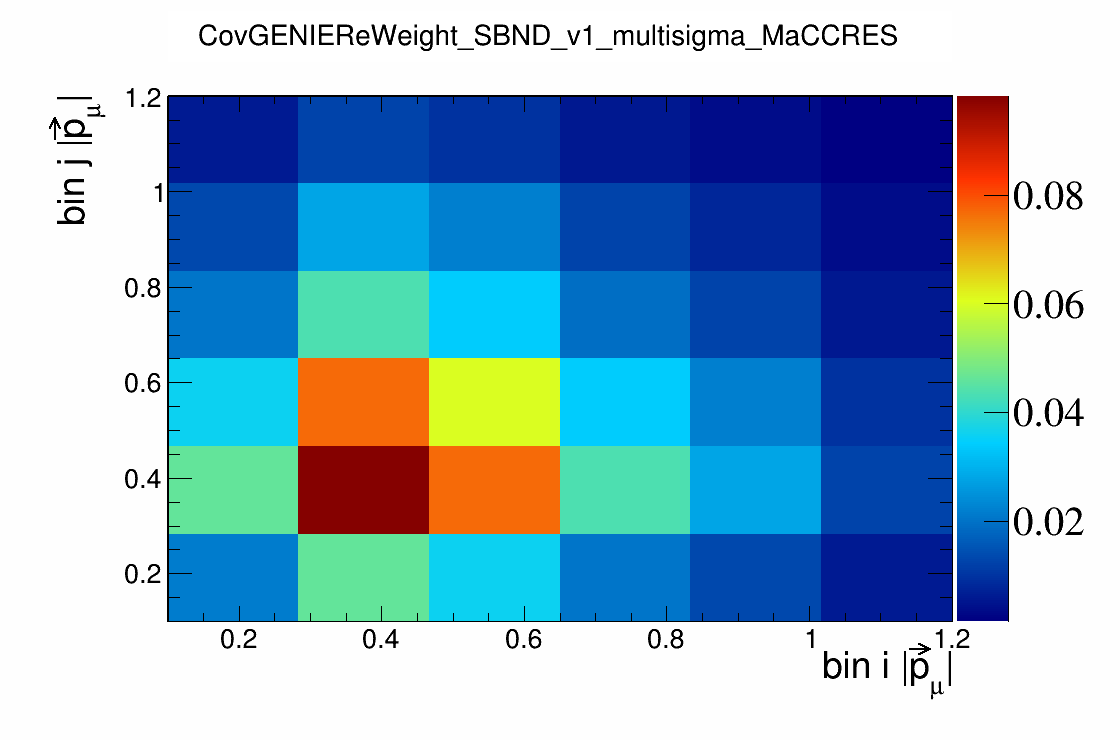 CovGENIEReWeight_SBND_v1_multisigma_MaCCRES
bin j |p⃗μ|
1.2
1
0.8
0.6
0.4
0.2
0.2 0.4 0.6 0.8 1 1.2
bin i |p⃗μ|
0.08
0.06
0.04
0.02